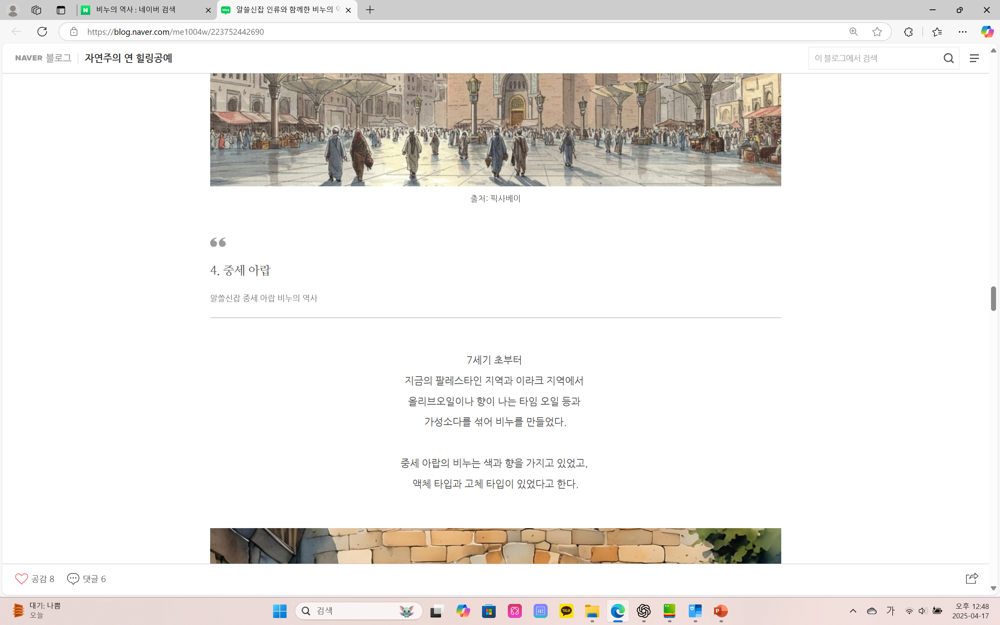 비누의 역사 : 네이버 검색
알쓸신잡 인류와 함께한 비누의
https://blog.naver.com/me1004w/223752442690
NAVER 블로그
자연주의 연 힐링공예
이 블로그에서 검색
출처: 픽사베이
4. 중세 아랍
알쓸신잡 중세 아랍 비누의 역사
7세기 초부터
지금의 팔레스타인 지역과 이라크 지역에서
올리브오일이나 향이 나는 타임 오일 등과
가성소다를 섞어 비누를 만들었다.
중세 아랍의 비누는 색과 향을 가지고 있었고,
액체 타입과 고체 타입이 있었다고 한다.
공감 8
댓글 6
대기: 나쁨
오늘
검색
TALK
가
오후 12:48
2025-04-17